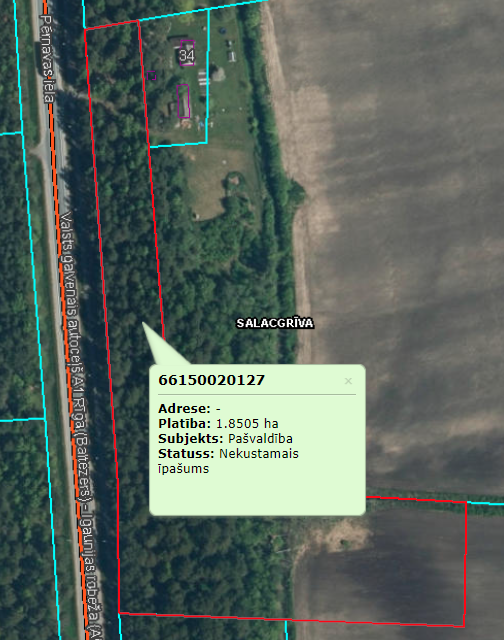 Pērnavas iela
34
Valsts galvenais autoceļš A1 Rīga (Baltezers) - Igaunijas robeža (A
SALACGRĪVA
66150020127
×
Adrese: -
Platība: 1.8505 ha
Subjekts: Pašvaldība
Statuss: Nekustamais
īpašums